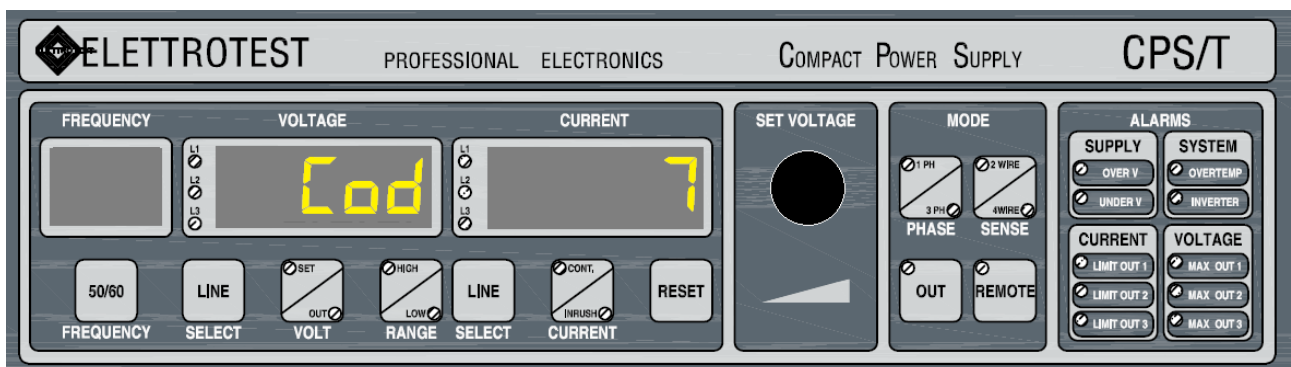 ELETTROTEST PROFESSIONAL ELECTRONICS COMPACT POWER SUPPLY CPS/T
FREQUENCY VOLTAGE CURRENT
L1
L2
L3
Cod
L1
L2
L3
7
50/60
FREQUENCY
LINE
SELECT
SET
OUT
VOLT
HIGH
LOW
RANGE
LINE
SELECT
CONT.
INRUSH
CURRENT
RESET
SET VOLTAGE
MODE
1 PH
3 PH
PHASE
2 WIRE
4WIRE
SENSE
OUT
REMOTE
ALARMS
SUPPLY
OVER V
UNDER V
SYSTEM
OVERTEMP
INVERTER
CURRENT
LIMIT OUT 1
LIMIT OUT 2
LIMIT OUT 3
VOLTAGE
MAX OUT 1
MAX OUT 2
MAX OUT 3